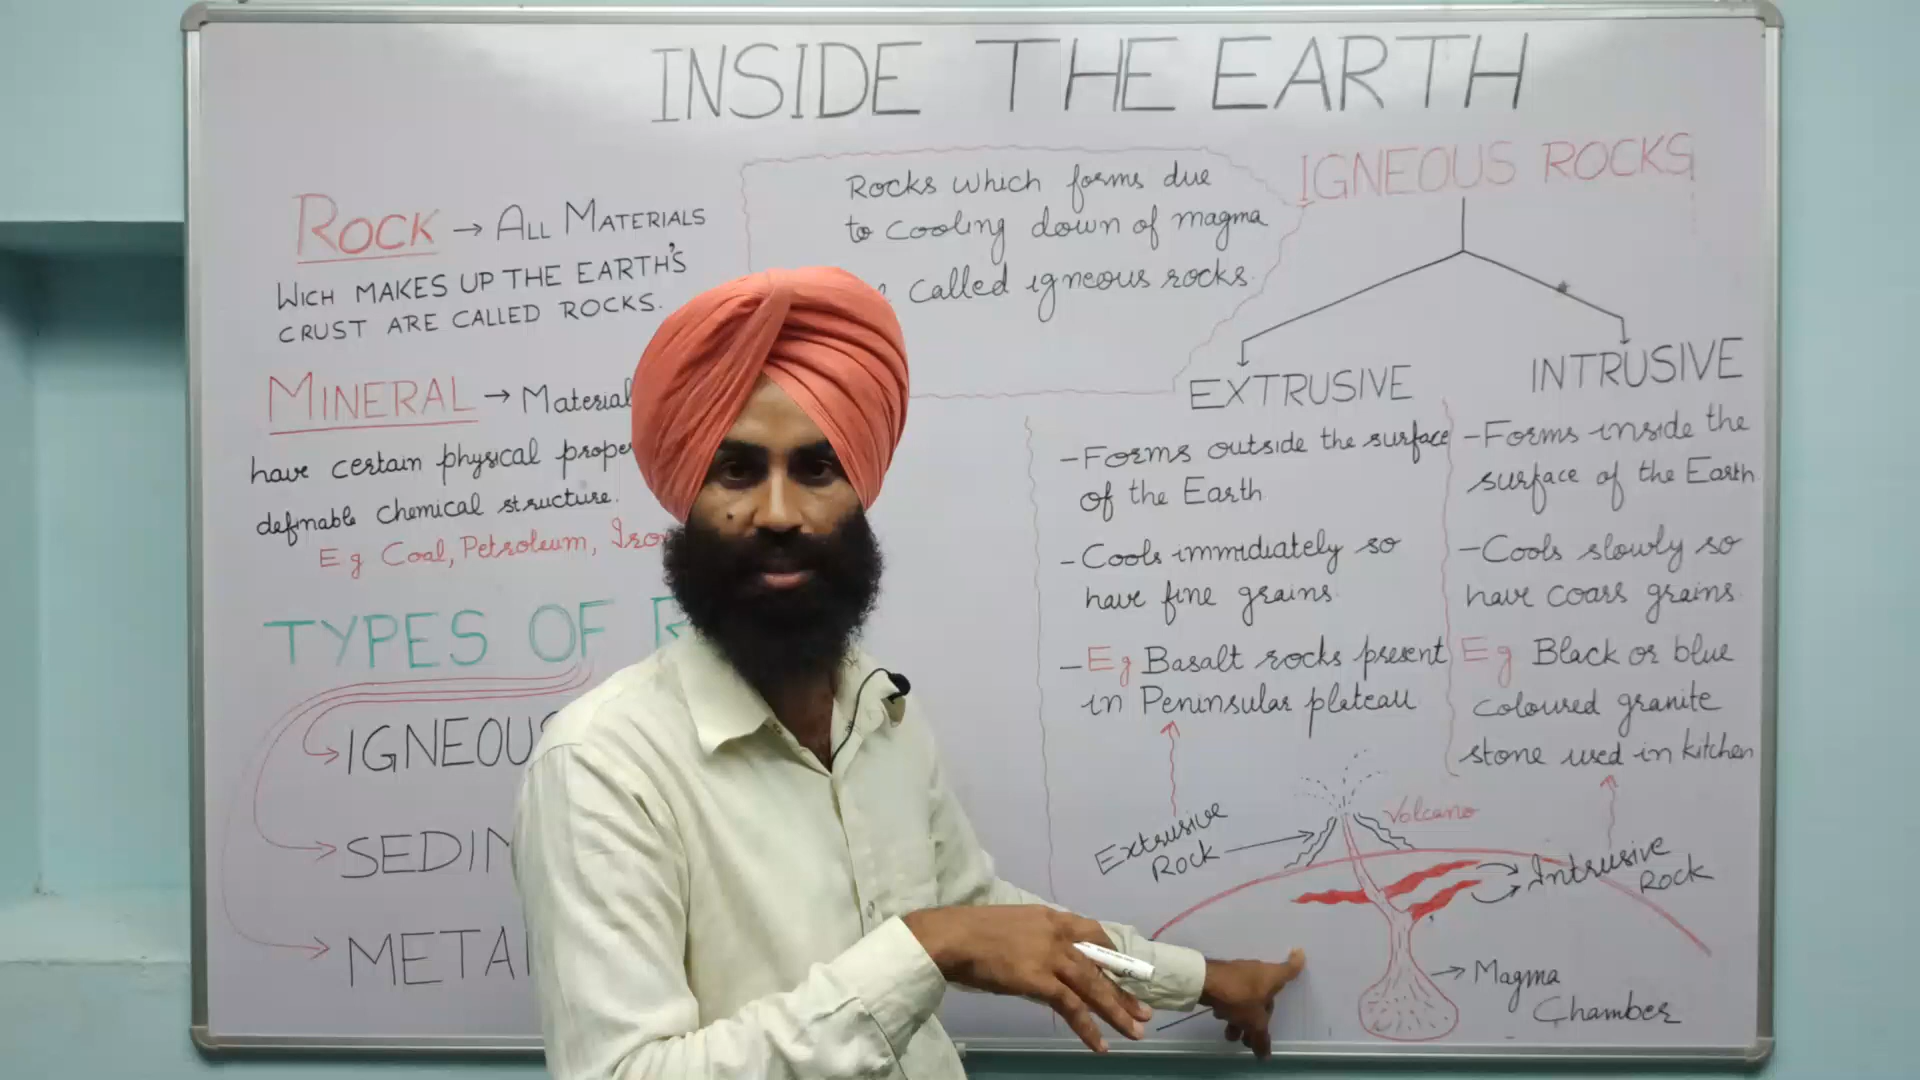 INSIDE THE EARTH
ROCK → ALL MATERIALS
WICH MAKES UP THE EARTH'S
CRUST ARE CALLED ROCKS.
MINERAL → Material
have certain physical
definable chemical structure.
Eg Coal, Petroleum,
TYPES OF
IGNEOUS
Rocks which forms due
to cooling down of magma
called igneous rocks.
IGNEOUS ROCKS
EXTRUSIVE
- Forms outside the surface
of the Earth
- Cools immidiately so
have fine grains.
- Eg Basalt rocks present
in Peninsular plateau.
INTRUSIVE
- Forms inside the
surface of the Earth.
- Cools slowly so
have coars grains.
Eg Black or blue
coloured granite
stone used in kitchen
Volcano
Extrusive
Rock
Intrusive
Rock
→ Magma
Chamber